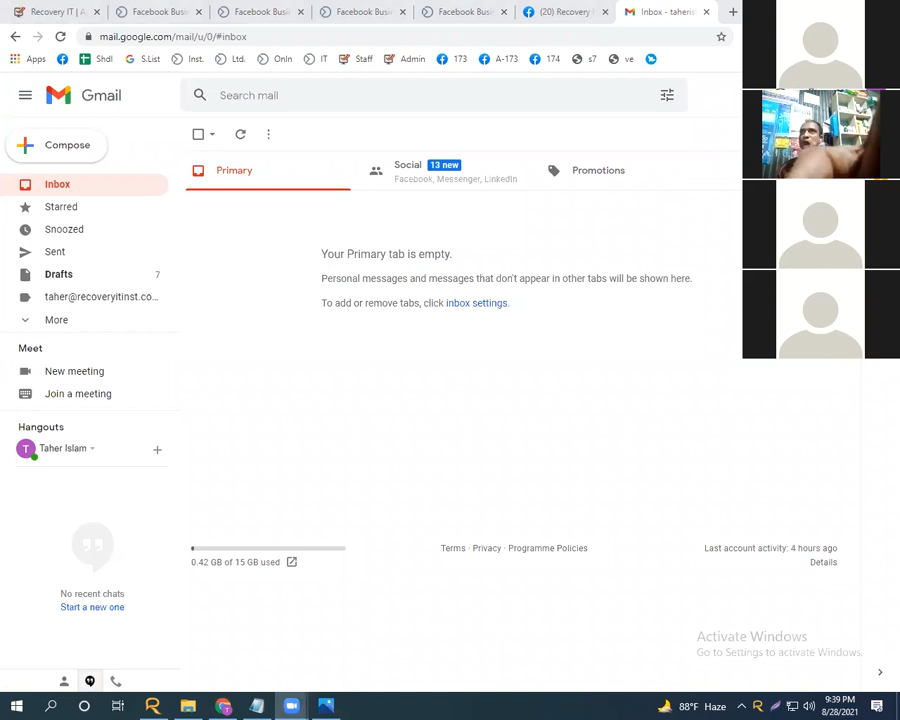 Recovery IT | A
Facebook Busi
Facebook Busi
Facebook Busi
Facebook Busi
(20) Recovery
Inbox - taheris
mail.google.com/mail/u/0/#inbox
Apps
Shdl
S.List
Inst.
Ltd.
OnIn
IT
Staff
Admin
173
A-173
174
s7
ve
Gmail
Search mail
Compose
Inbox
Starred
Snoozed
Sent
Drafts 7
taher@recoveryitinst.co...
More
Meet
New meeting
Join a meeting
Hangouts
T Taher Islam
No recent chats
Start a new one
Primary
Social 13 new
Facebook, Messenger, LinkedIn
Promotions
Your Primary tab is empty.
Personal messages and messages that don't appear in other tabs will be shown here.
To add or remove tabs, click inbox settings.
0.42 GB of 15 GB used
Terms · Privacy · Programme Policies
Last account activity: 4 hours ago
Details
Activate Windows
Go to Settings to activate Windows.
88°F Haze
9:39 PM
8/28/2021